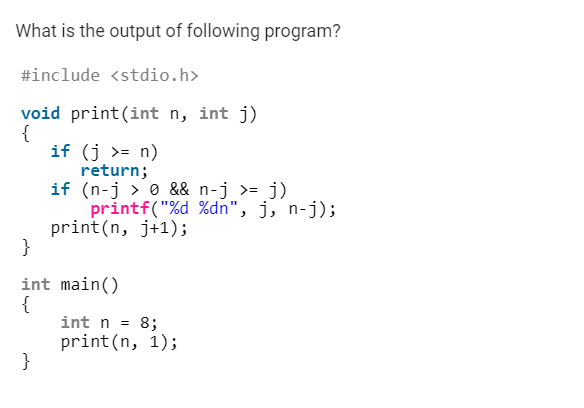 What is the output of following program?
#include <stdio.h>
void print(int n, int j)
{
   if (j >= n)
      return;
   if (n-j > 0 && n-j >= j)
       printf("%d %dn", j, n-j);
   print(n, j+1);
}
int main()
{
    int n = 8;
    print(n, 1);
}